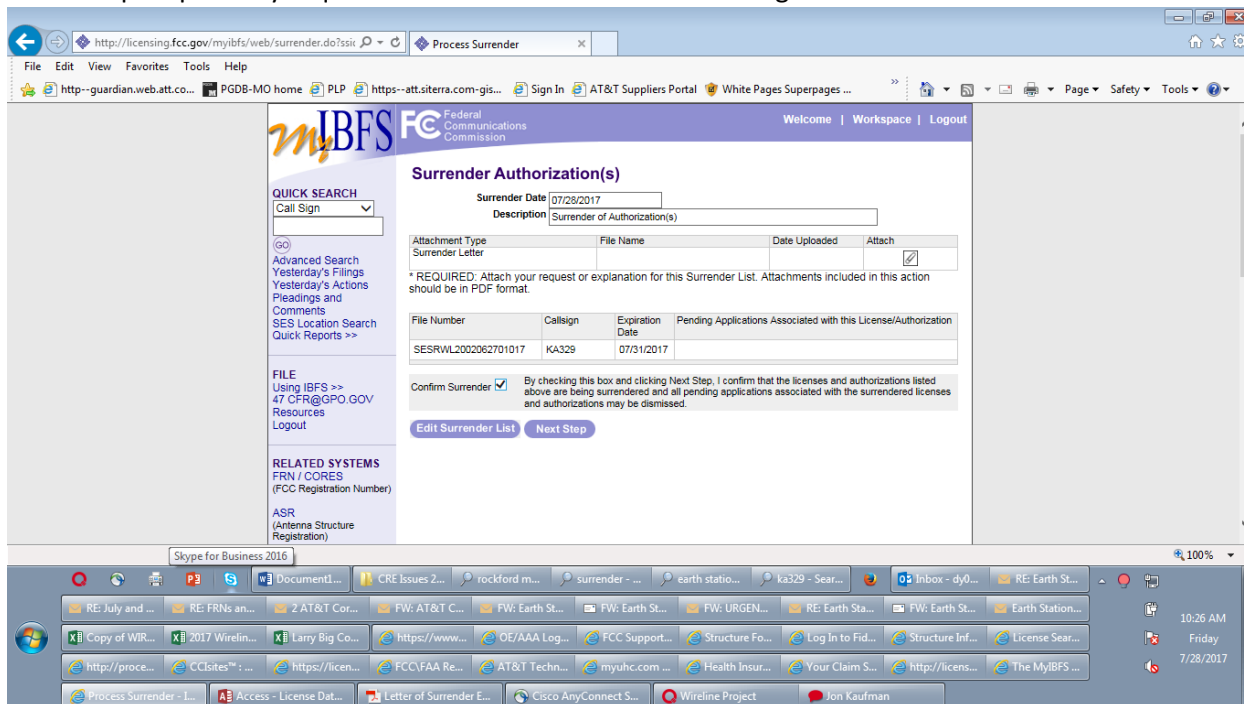 http://licensing.fcc.gov/myibfs/web/surrender.do?ssic
Process Surrender
File Edit View Favorites Tools Help
http--guardian.web.att.co... PGDB-MO home PLP https--att.siterra.com-gis... Sign In AT&T Suppliers Portal White Pages Superpages ... Page Safety Tools
myIBFS
FCC Federal
Communications
Commission
Welcome | Workspace | Logout
Surrender Authorization(s)
Surrender Date 07/28/2017
Description Surrender of Authorization(s)
Attachment Type File Name Date Uploaded Attach
Surrender Letter
* REQUIRED: Attach your request or explanation for this Surrender List. Attachments included in this action
should be in PDF format.
File Number Callsign Expiration
Date Pending Applications Associated with this License/Authorization
SESRWL2002062701017 KA329 07/31/2017
Confirm Surrender By checking this box and clicking Next Step, I confirm that the licenses and authorizations listed
above are being surrendered and all pending applications associated with the surrendered licenses
and authorizations may be dismissed.
Edit Surrender List Next Step
QUICK SEARCH
Call Sign
GO
Advanced Search
Yesterday's Filings
Yesterday's Actions
Pleadings and
Comments
SES Location Search
Quick Reports >>
FILE
Using IBFS >>
47 CFR@GPO.GOV
Resources
Logout
RELATED SYSTEMS
FRN / CORES
(FCC Registration Number)
ASR
(Antenna Structure
Registration)
100%
Skype for Business 2016
Document1... CRE Issues 2... rockford m... surrender - ... earth statio... ka329 - Sear... Inbox - dy0... RE: Earth St...
RE: July and ... RE: FRNs an... 2 AT&T Cor... FW: AT&T C... FW: Earth St... FW: Earth St... FW: URGEN... RE: Earth Sta... FW: Earth St... Earth Station...
Copy of WIR... 2017 Wirelin... Larry Big Co... https://www... OE/AAA Log... FCC Support... Structure Fo... Log In to Fid... Structure Inf... License Sear...
http://proce... CCIsites™ : ... https://licen... FCC\FAA Re... AT&T Techn... myuhc.com ... Health Insur... Your Claim S... http://licens... The MyIBFS ...
Process Surrender - I... Access - License Dat... Letter of Surrender E... Cisco AnyConnect S... Wireline Project Jon Kaufman
10:26 AM
Friday
7/28/2017